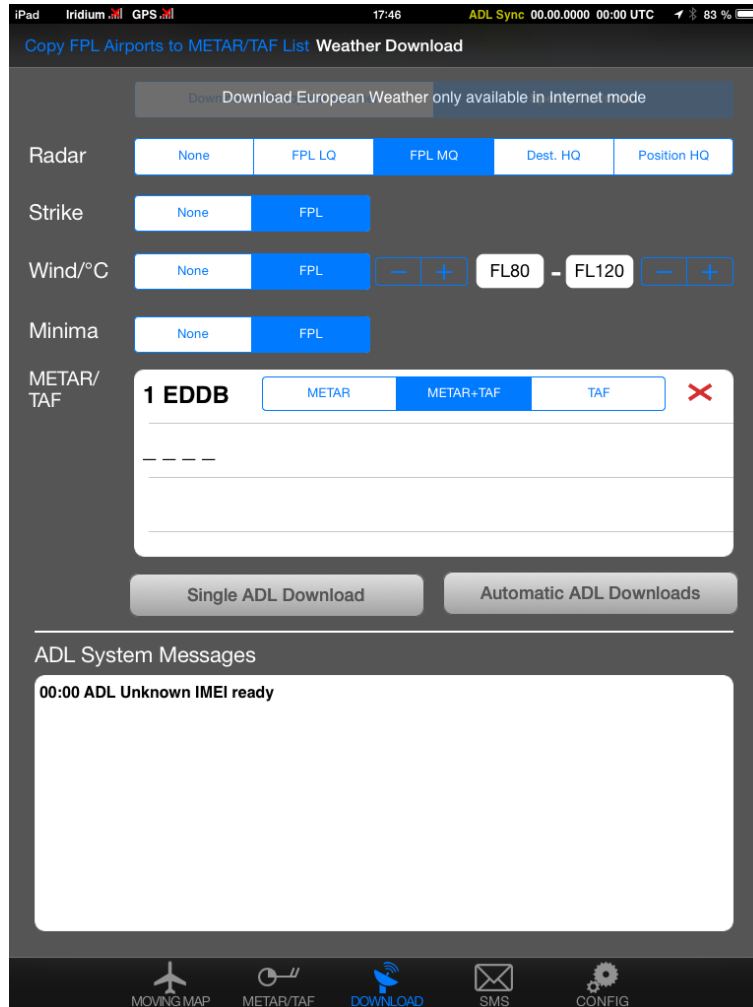 iPad Iridium GPS 17:46 ADL Sync 00.00.0000 00:00 UTC 83 %
Copy FPL Airports to METAR/TAF List Weather Download
Download European Weather only available in Internet mode
Radar None FPL LQ FPL MQ Dest. HQ Position HQ
Strike None FPL
Wind/°C None FPL − + FL80 - FL120 − +
Minima None FPL
METAR/
TAF
1 EDDB METAR METAR+TAF TAF
_ _ _ _
Single ADL Download Automatic ADL Downloads
ADL System Messages
00:00 ADL Unknown IMEI ready
MOVING MAP METAR/TAF DOWNLOAD SMS CONFIG